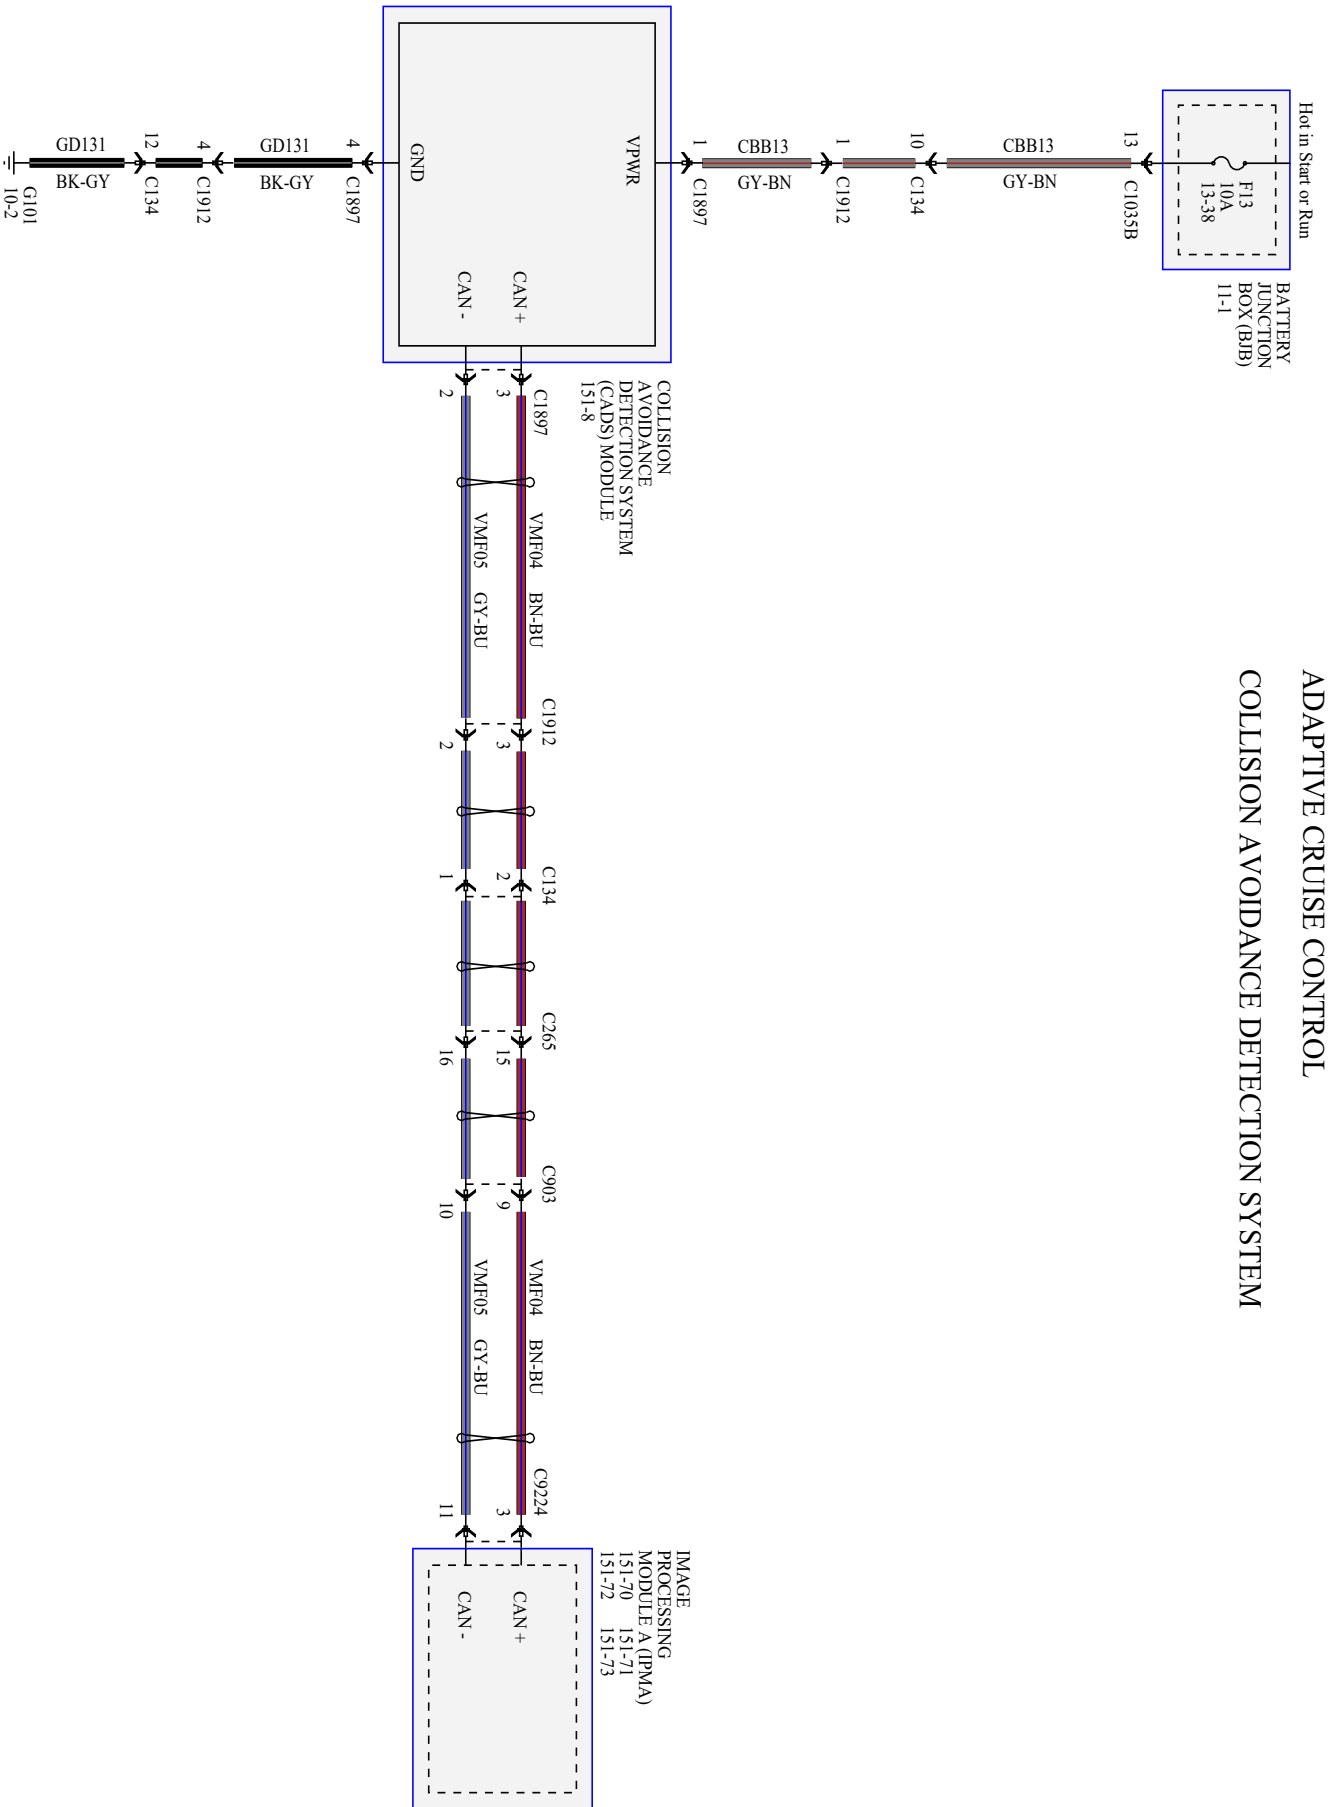 ADAPTIVE CRUISE CONTROL
COLLISION AVOIDANCE DETECTION SYSTEM
Hot in Start or Run
F13
10A
13-38
BATTERY
JUNCTION
BOX (BJB)
11-1
13
C1035B
CBB13
GY-BN
10
C134
1
C1912
CBB13
GY-BN
1
C1897
VPWR
GND
CAN +
CAN -
COLLISION
AVOIDANCE
DETECTION SYSTEM
(CADS) MODULE
151-8
4
C1897
GD131
BK-GY
4
C1912
12
C134
GD131
BK-GY
G101
10-2
C1897
3
2
VMF04 BN-BU
VMF05 GY-BU
C1912
3
2
C134
2
1
C265
15
16
C903
9
10
VMF04 BN-BU
VMF05 GY-BU
C9224
3
11
IMAGE
PROCESSING
MODULE A (IPMA)
151-70 151-71
151-72 151-73
CAN +
CAN -